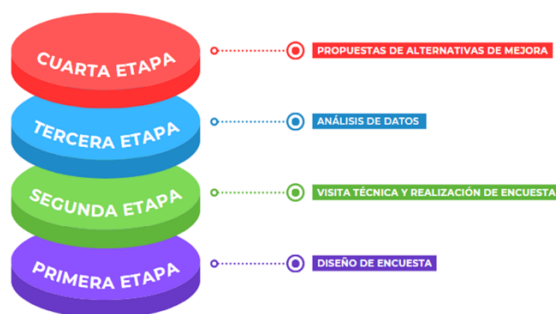 CUARTA ETAPA
PROPUESTAS DE ALTERNATIVAS DE MEJORA
TERCERA ETAPA
ANÁLISIS DE DATOS
SEGUNDA ETAPA
VISITA TÉCNICA Y REALIZACIÓN DE ENCUESTA
PRIMERA ETAPA
DISEÑO DE ENCUESTA